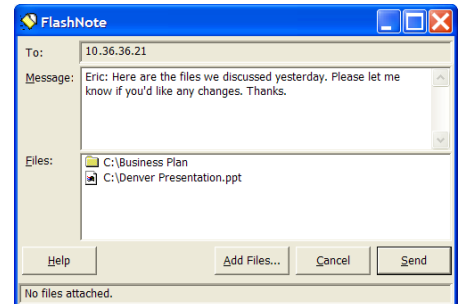 FlashNote
To: 10.36.36.21
Message: Eric: Here are the files we discussed yesterday. Please let me
know if you'd like any changes. Thanks.
Files: C:\Business Plan
C:\Denver Presentation.ppt
Help Add Files... Cancel Send
No files attached.